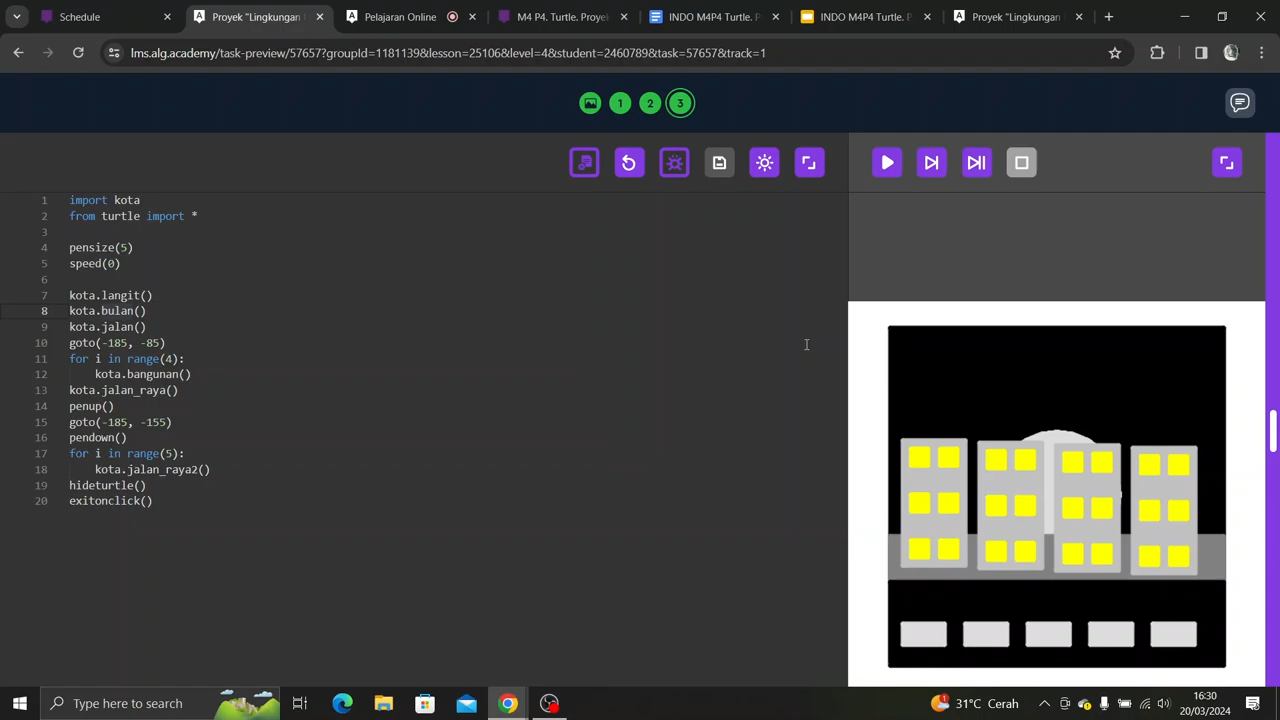 Schedule
Proyek "Lingkungan
Pelajaran Online
M4 P4. Turtle. Proye
INDO M4P4 Turtle. P
INDO M4P4 Turtle. P
Proyek "Lingkungan
lms.alg.academy/task-preview/57657?groupId=1181139&lesson=25106&level=4&student=2460789&task=57657&track=1
1 2 3
1 import kota
2 from turtle import *
3
4 pensize(5)
5 speed(0)
6
7 kota.langit()
8 kota.bulan()
9 kota.jalan()
10 goto(-185, -85)
11 for i in range(4):
12 kota.bangunan()
13 kota.jalan_raya()
14 penup()
15 goto(-185, -155)
16 pendown()
17 for i in range(5):
18 kota.jalan_raya2()
19 hideturtle()
20 exitonclick()
Type here to search
1
31°C Cerah
16:30
20/03/2024